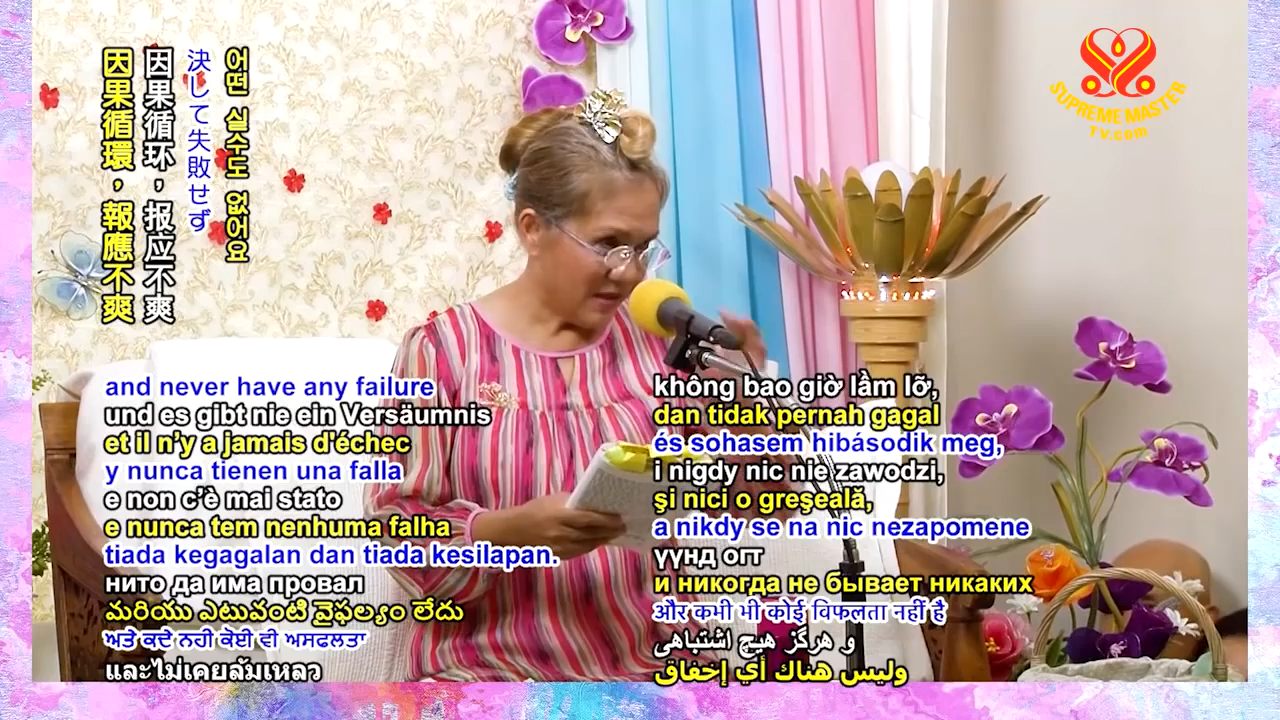 어떤 실수도 없어요
決して失敗せず
因果循环，报应不爽
因果循環，報應不爽
SUPREME MASTER
TV.com
and never have any failure
und es gibt nie ein Versäumnis
et il n’y a jamais d'échec
y nunca tienen una falla
e non c’è mai stato
e nunca tem nenhuma falha
tiada kegagalan dan tiada kesilapan.
нито да има провал
మరియు ఎటువంటి వైఫల్యం లేదు
ਅਤੇ ਕਦੇ ਨਹੀ ਕੋਈ ਵੀ ਅਸਫਲਤਾ
และไม่เคยล้มเหลว
không bao giờ lầm lỡ,
dan tidak pernah gagal
és sohasem hibásodik meg,
i nigdy nic nie zawodzi,
şi nici o greşeală,
a nikdy se na nic nezapomene
үүнд огт
и никогда не бывает никаких
और कभी भी कोई विफलता नहीं है
و هرگز هیچ اشتباهی
وليس هناك أي إخفاق